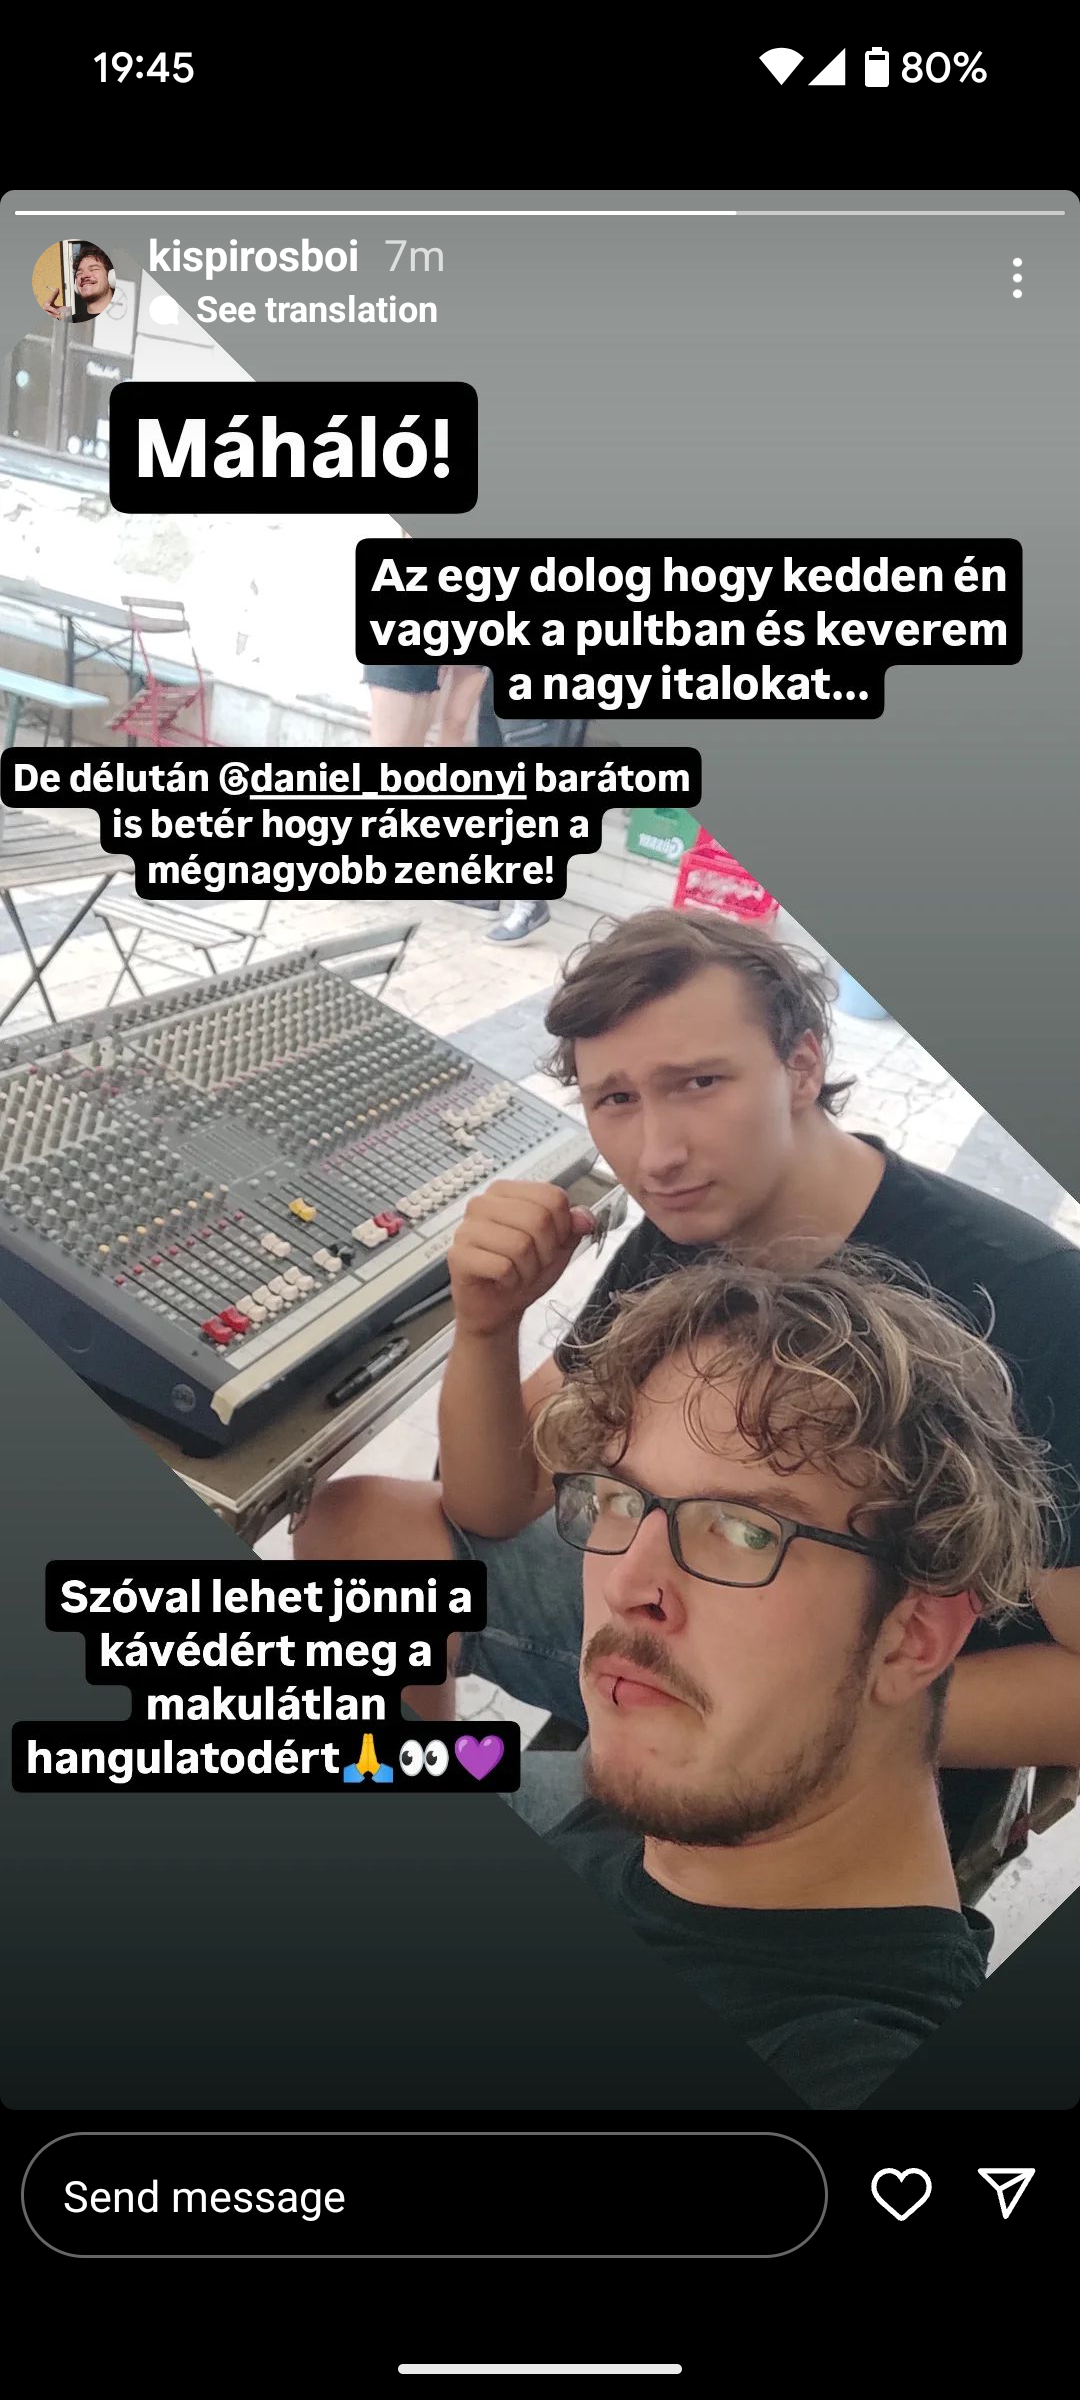 19:45
80%
kispirosboi 7m
See translation
Máháló!
Az egy dolog hogy kedden én
vagyok a pultban és keverem
a nagy italokat...
De délután @daniel_bodonyi barátom
is betér hogy rákeverjen a
mégnagyobb zenékre!
Szóval lehet jönni a
kávédért meg a
makulátlan
hangulatodért🙏👀💜
Send message